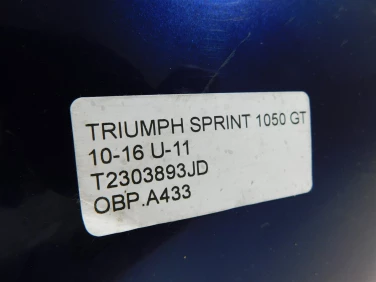 TRIUMPH SPRINT 1050 GT
10-16 U-11
T2303893JD
OBP.A433